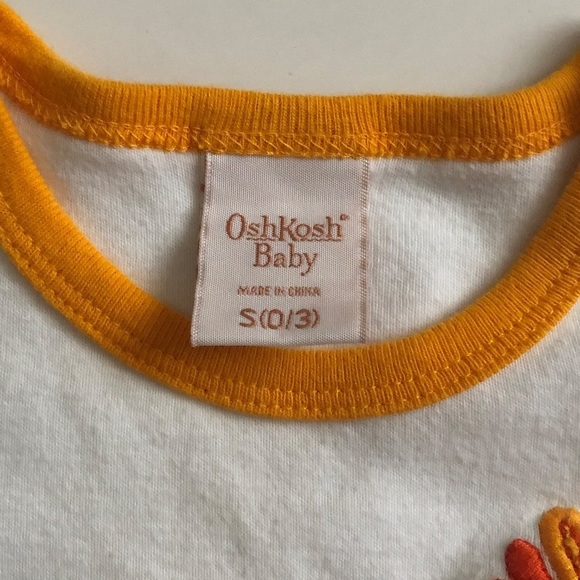 OshKosh®
Baby
MADE IN CHINA
S(0/3)